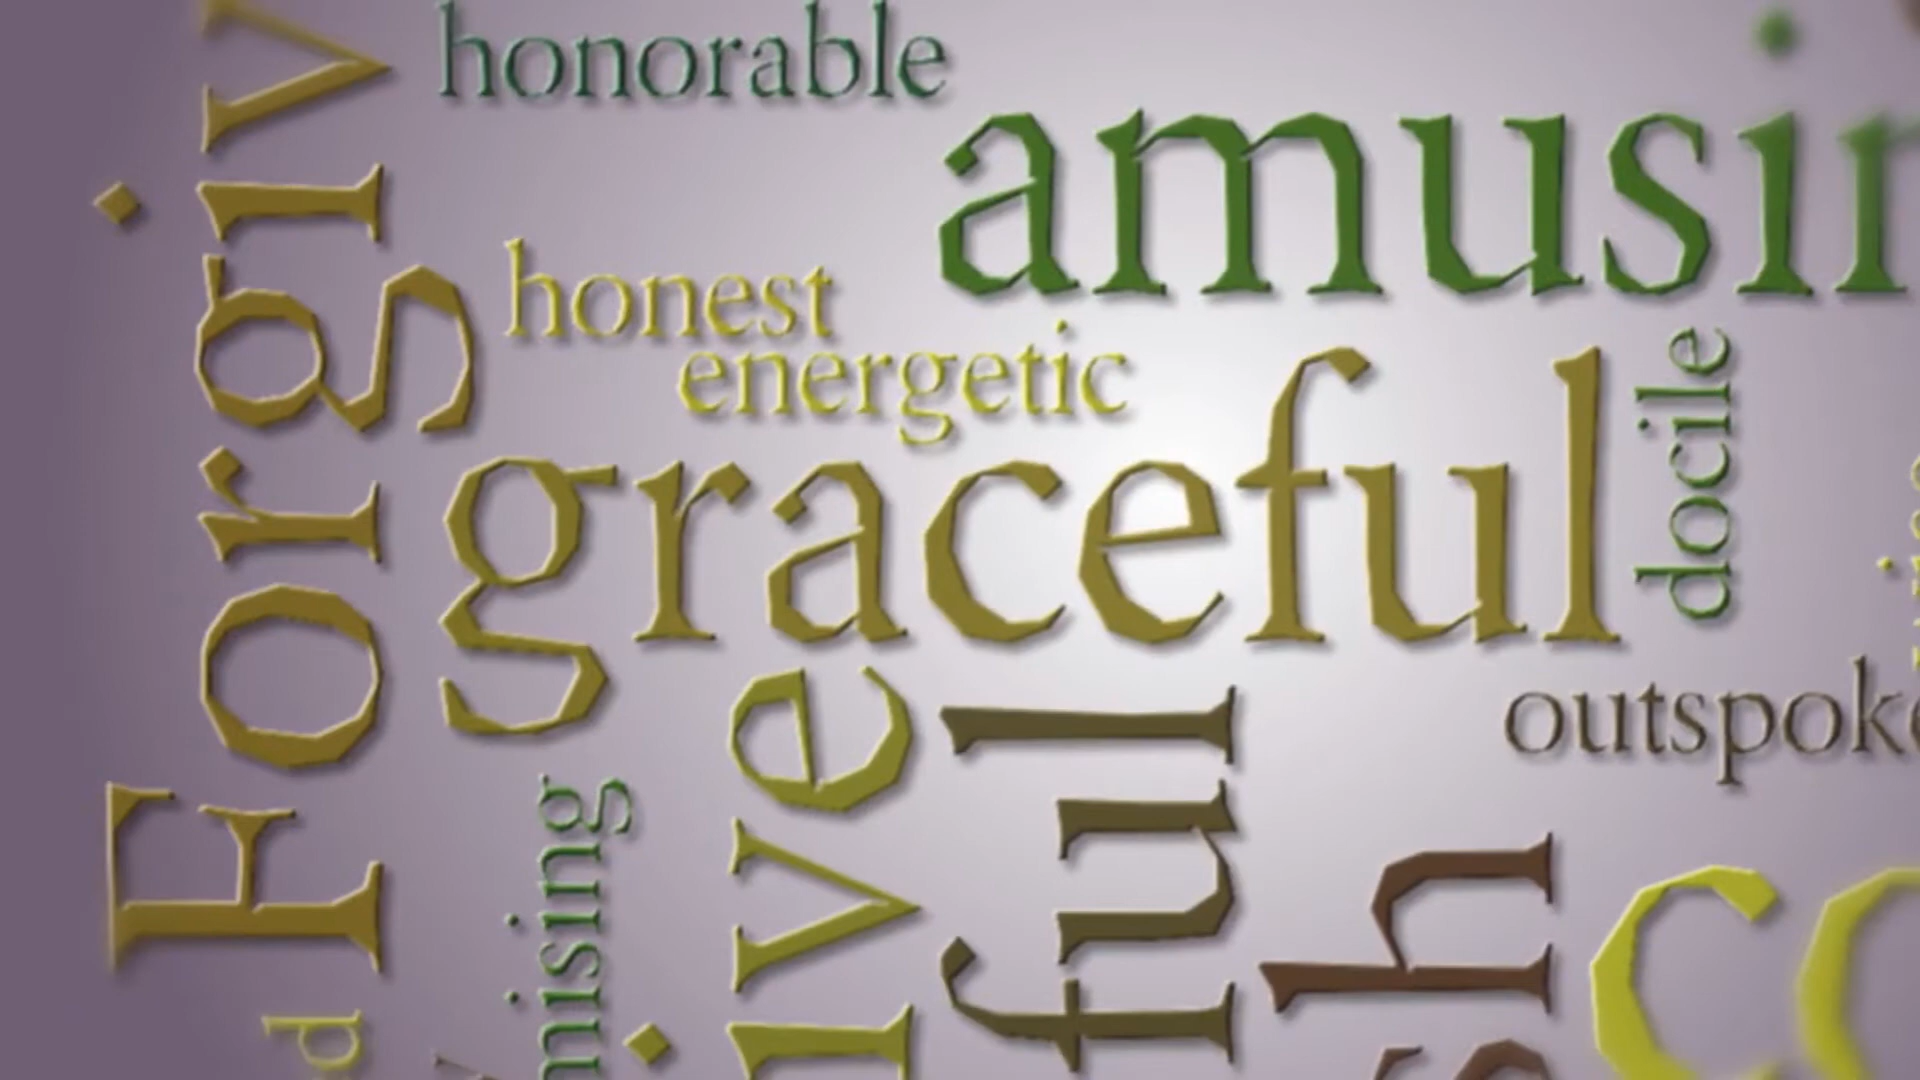 honorable
Forgiv
amusin
honest
energetic
graceful
docile
outspoke
ive
ful
mising
sh
co
d